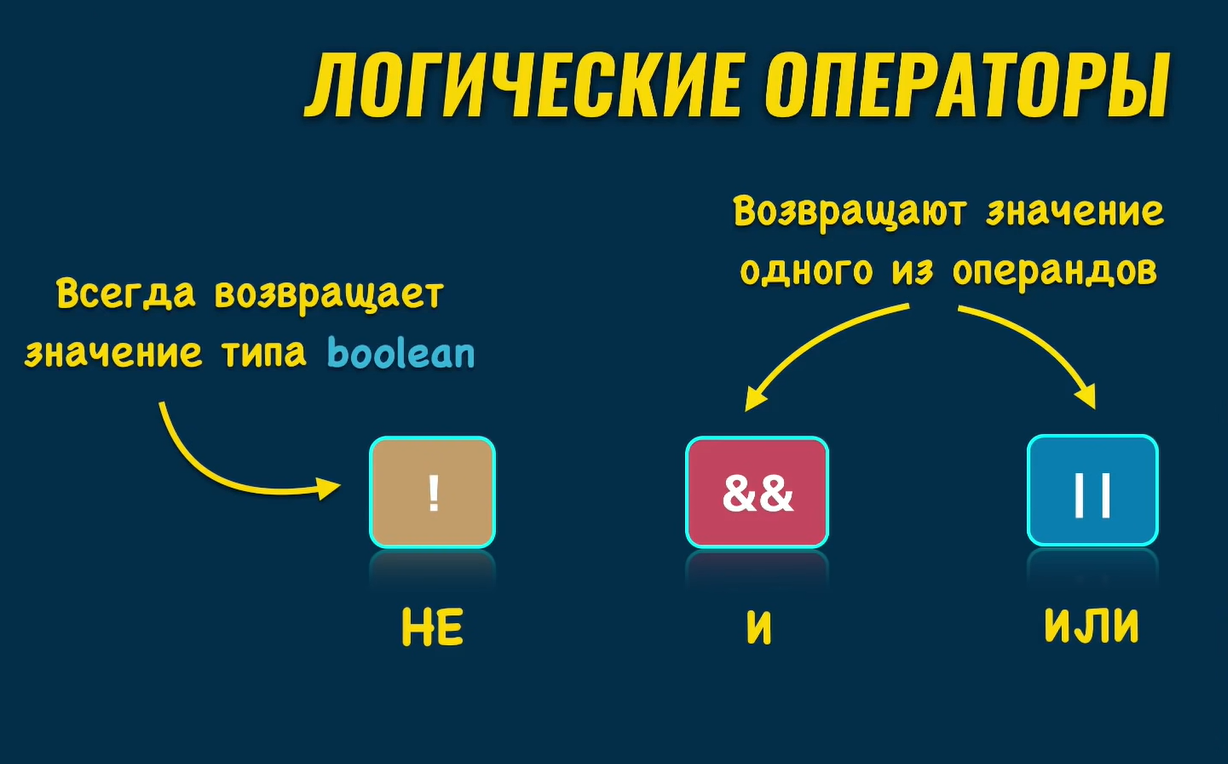 ЛОГИЧЕСКИЕ ОПЕРАТОРЫ
Возвращают значение
одного из операндов
Всегда возвращает
значение типа boolean
!
&&
||
НЕ
И
ИЛИ